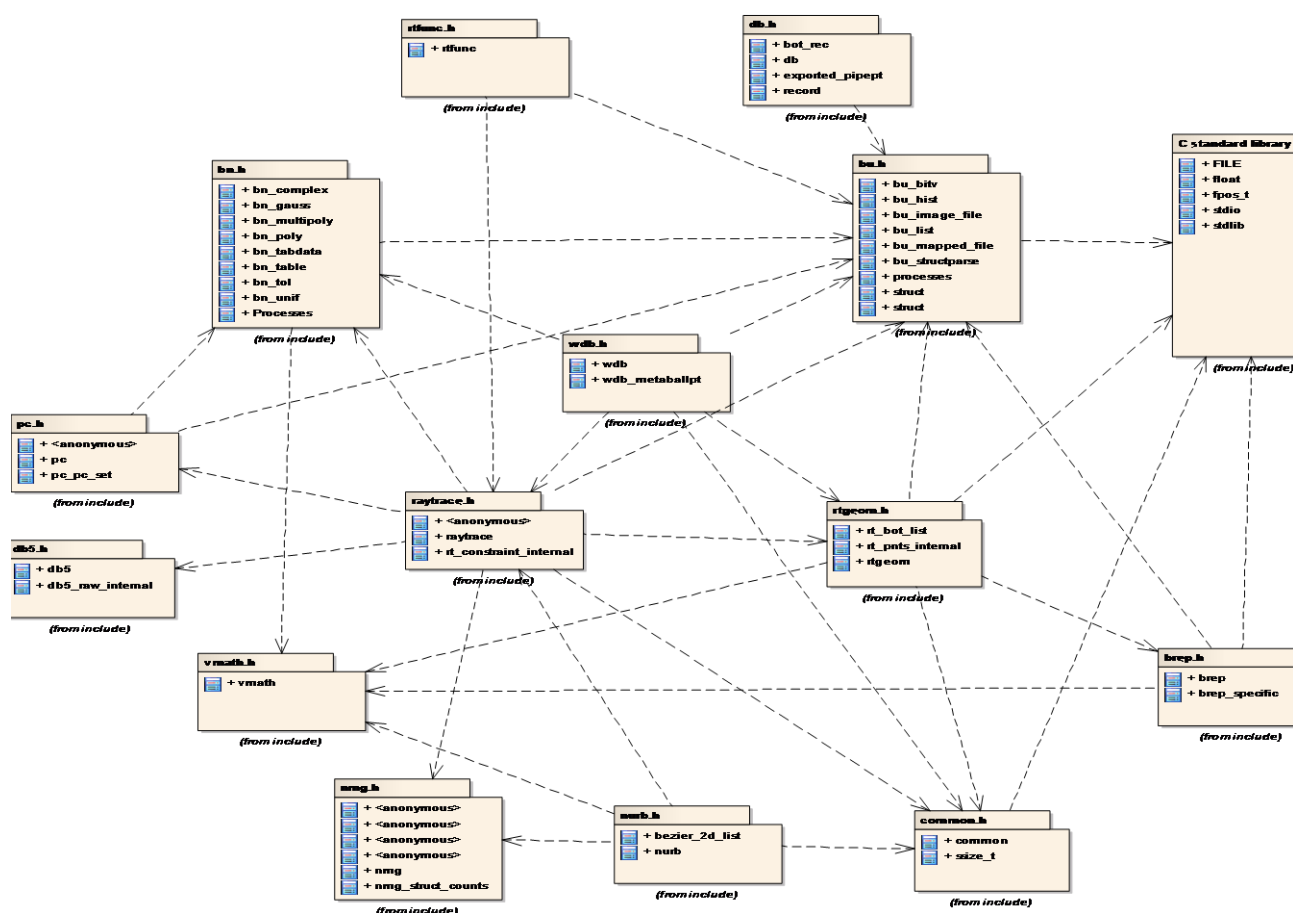 rtfunc.h
+ rtfunc
(from include)
db.h
+ bot_rec
+ db
+ exported_pipept
+ record
(from include)
C standard library
+ FILE
+ float
+ fpos_t
+ stdio
+ stdlib
(from include)
bn.h
+ bn_complex
+ bn_gauss
+ bn_multipoly
+ bn_poly
+ bn_tabdata
+ bn_table
+ bn_tol
+ bn_unif
+ Processes
(from include)
bu.h
+ bu_bitv
+ bu_hist
+ bu_image_file
+ bu_list
+ bu_mapped_file
+ bu_structparse
+ processes
+ struct
+ struct
(from include)
wdb.h
+ wdb
+ wdb_metaballpt
(from include)
pc.h
+ <anonymous>
+ pc
+ pc_pc_set
(from include)
raytrace.h
+ <anonymous>
+ raytrace
+ rt_constraint_internal
(from include)
rtgeom.h
+ rt_bot_list
+ rt_pnts_internal
+ rtgeom
(from include)
db5.h
+ db5
+ db5_raw_internal
(from include)
vmath.h
+ vmath
(from include)
brep.h
+ brep
+ brep_specific
(from include)
nmg.h
+ <anonymous>
+ <anonymous>
+ <anonymous>
+ <anonymous>
+ nmg
+ nmg_struct_counts
(from include)
nurb.h
+ bezier_2d_list
+ nurb
(from include)
common.h
+ common
+ ssize_t
(from include)